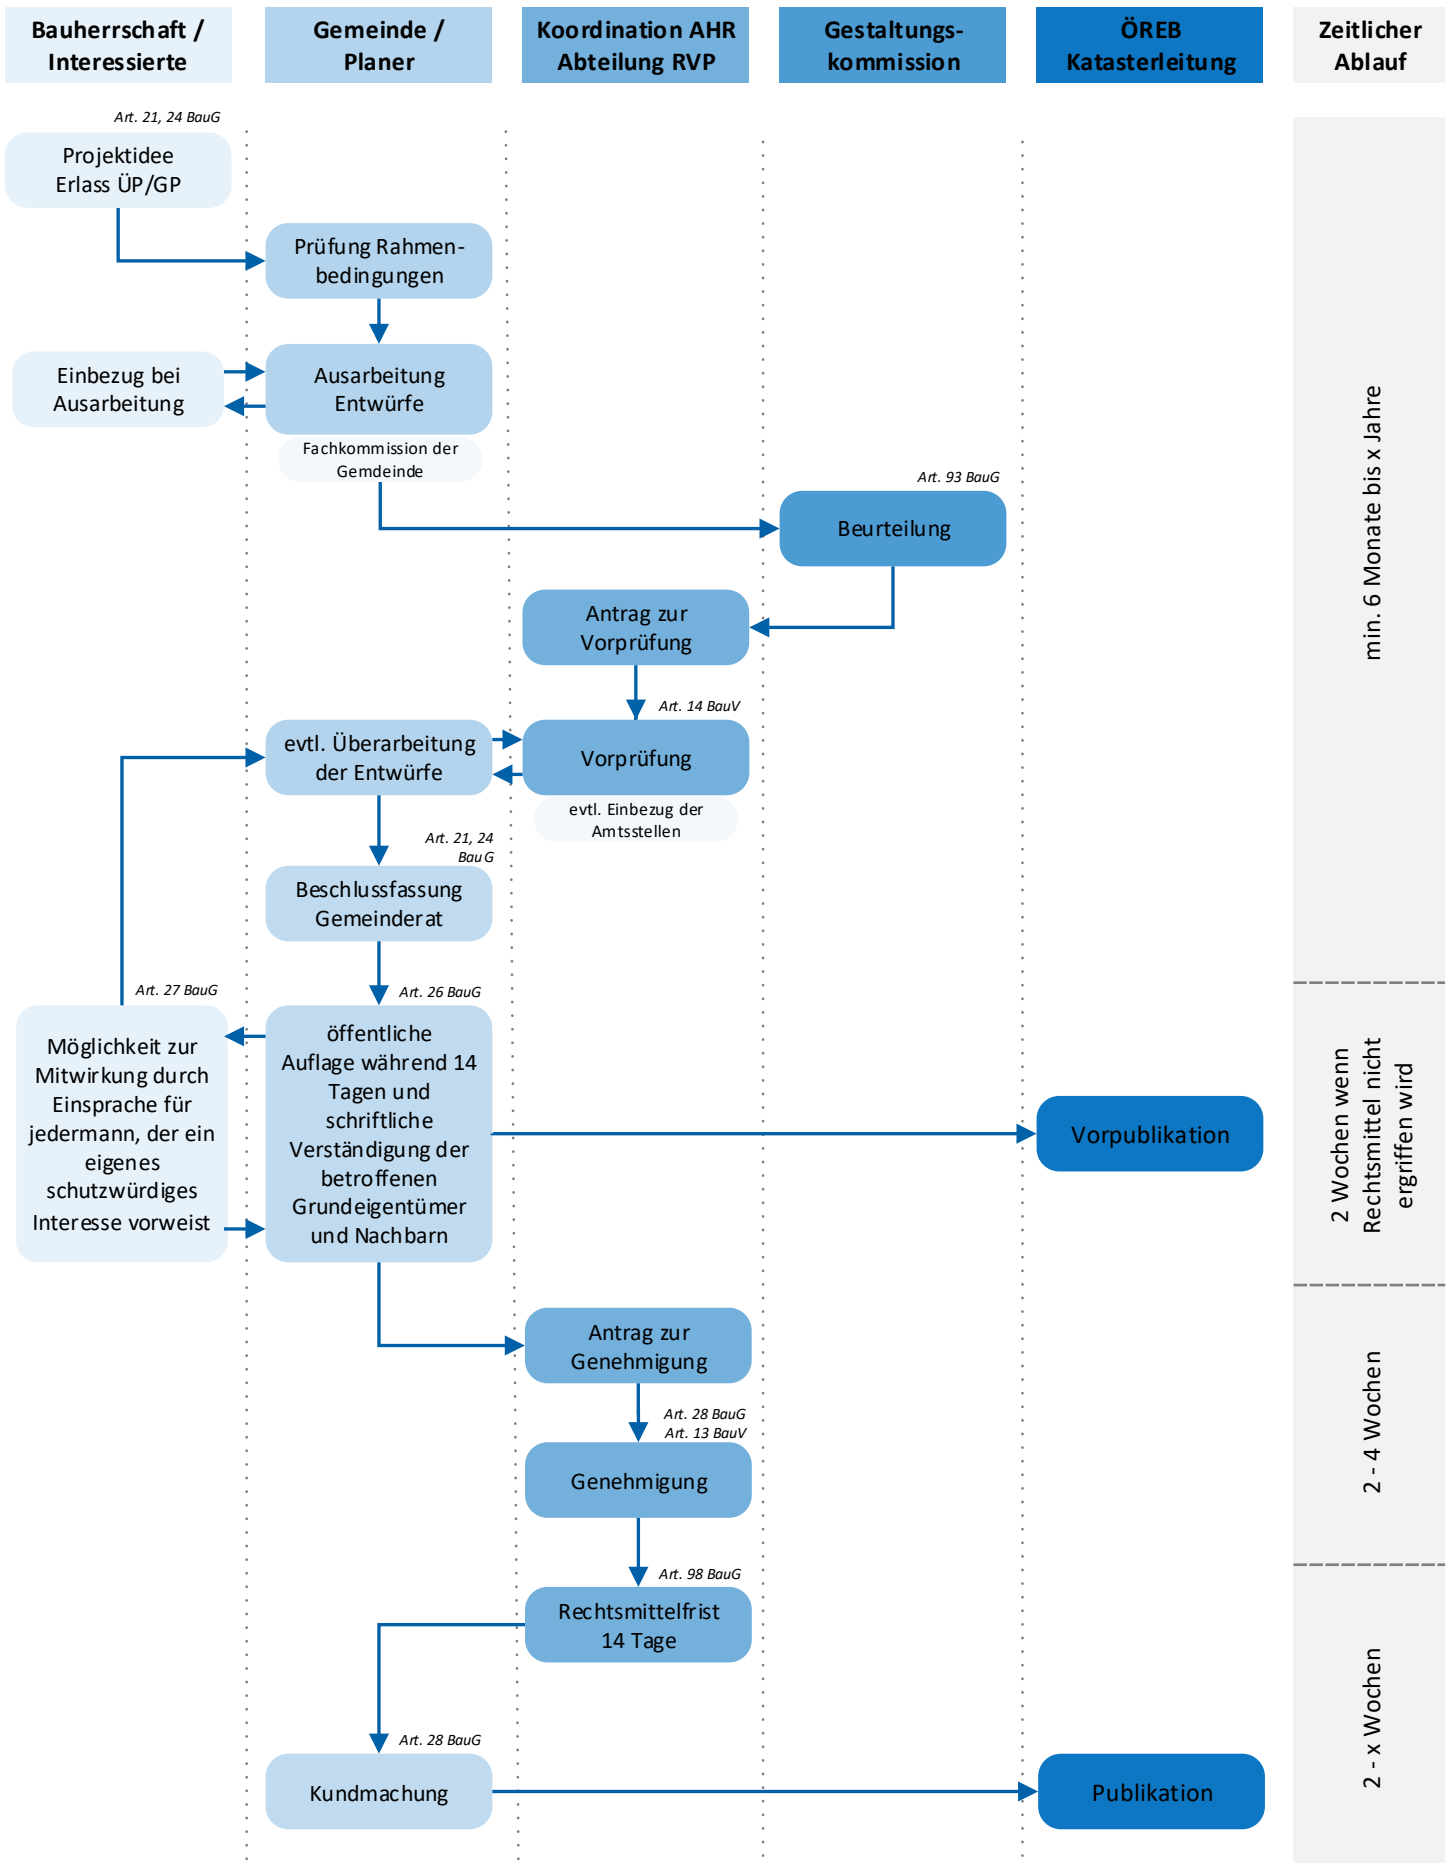 Bauherrschaft /
Interessierte
Gemeinde /
Planer
Koordination AHR
Abteilung RVP
Gestaltungs-
kommission
ÖREB
Katasterleitung
Zeitlicher
Ablauf
Art. 21, 24 BauG
Projektidee
Erlass ÜP/GP
Prüfung Rahmen-
bedingungen
Einbezug bei
Ausarbeitung
Ausarbeitung
Entwürfe
Fachkommission der
Gemdeinde
Art. 93 BauG
Beurteilung
Antrag zur
Vorprüfung
Art. 14 BauV
evtl. Überarbeitung
der Entwürfe
Vorprüfung
evtl. Einbezug der
Amtsstellen
Art. 21, 24
BauG
Beschlussfassung
Gemeinderat
min. 6 Monate bis x Jahre
Art. 27 BauG
Möglichkeit zur
Mitwirkung durch
Einsprache für
jedermann, der ein
eigenes
schutzwürdiges
Interesse vorweist
Art. 26 BauG
öffentliche
Auflage während 14
Tagen und
schriftliche
Verständigung der
betroffenen
Grundeigentümer
und Nachbarn
Vorpublikation
2 Wochen wenn
Rechtsmittel nicht
ergriffen wird
Antrag zur
Genehmigung
Art. 28 BauG
Art. 13 BauV
Genehmigung
2 - 4 Wochen
Art. 98 BauG
Rechtsmittelfrist
14 Tage
Art. 28 BauG
Kundmachung
Publikation
2 - x Wochen